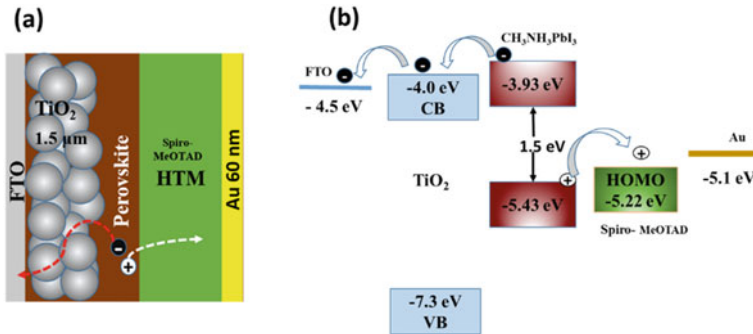 (a)
TiO2
1.5 µm
FTO
Perovskite
Spiro-
MeOTAD
HTM
Au 60 nm
-
+
(b)
CH3NH3PbI3
FTO
-
-
-
-4.0 eV
CB
-3.93 eV
- 4.5 eV
1.5 eV
Au
+
TiO2
+
-5.43 eV
HOMO
-5.22 eV
-5.1 eV
Spiro- MeOTAD
-7.3 eV
VB